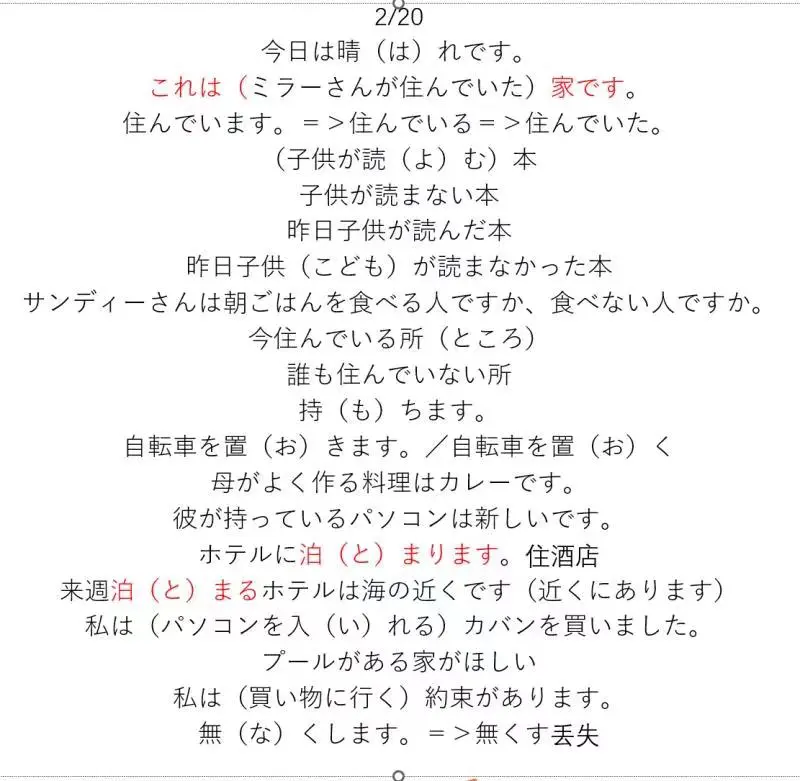 2/20
今日は晴（は）れです。
これは（ミラーさんが住んでいた）家です。
住んでいます。＝＞住んでいる＝＞住んでいた。
（子供が読（よ）む）本
子供が読まない本
昨日子供が読んだ本
昨日子供（こども）が読まなかった本
サンディーさんは朝ごはんを食べる人ですか、食べない人ですか。
今住んでいる所（ところ）
誰も住んでいない所
持（も）ちます。
自転車を置（お）きます。／自転車を置（お）く
母がよく作る料理はカレーです。
彼が持っているパソコンは新しいです。
ホテルに泊（と）まります。住酒店
来週泊（と）まるホテルは海の近くです（近くにあります）
私は（パソコンを入（い）れる）カバンを買いました。
プールがある家がほしい
私は（買い物に行く）約束があります。
無（な）くします。＝＞無くす丢失